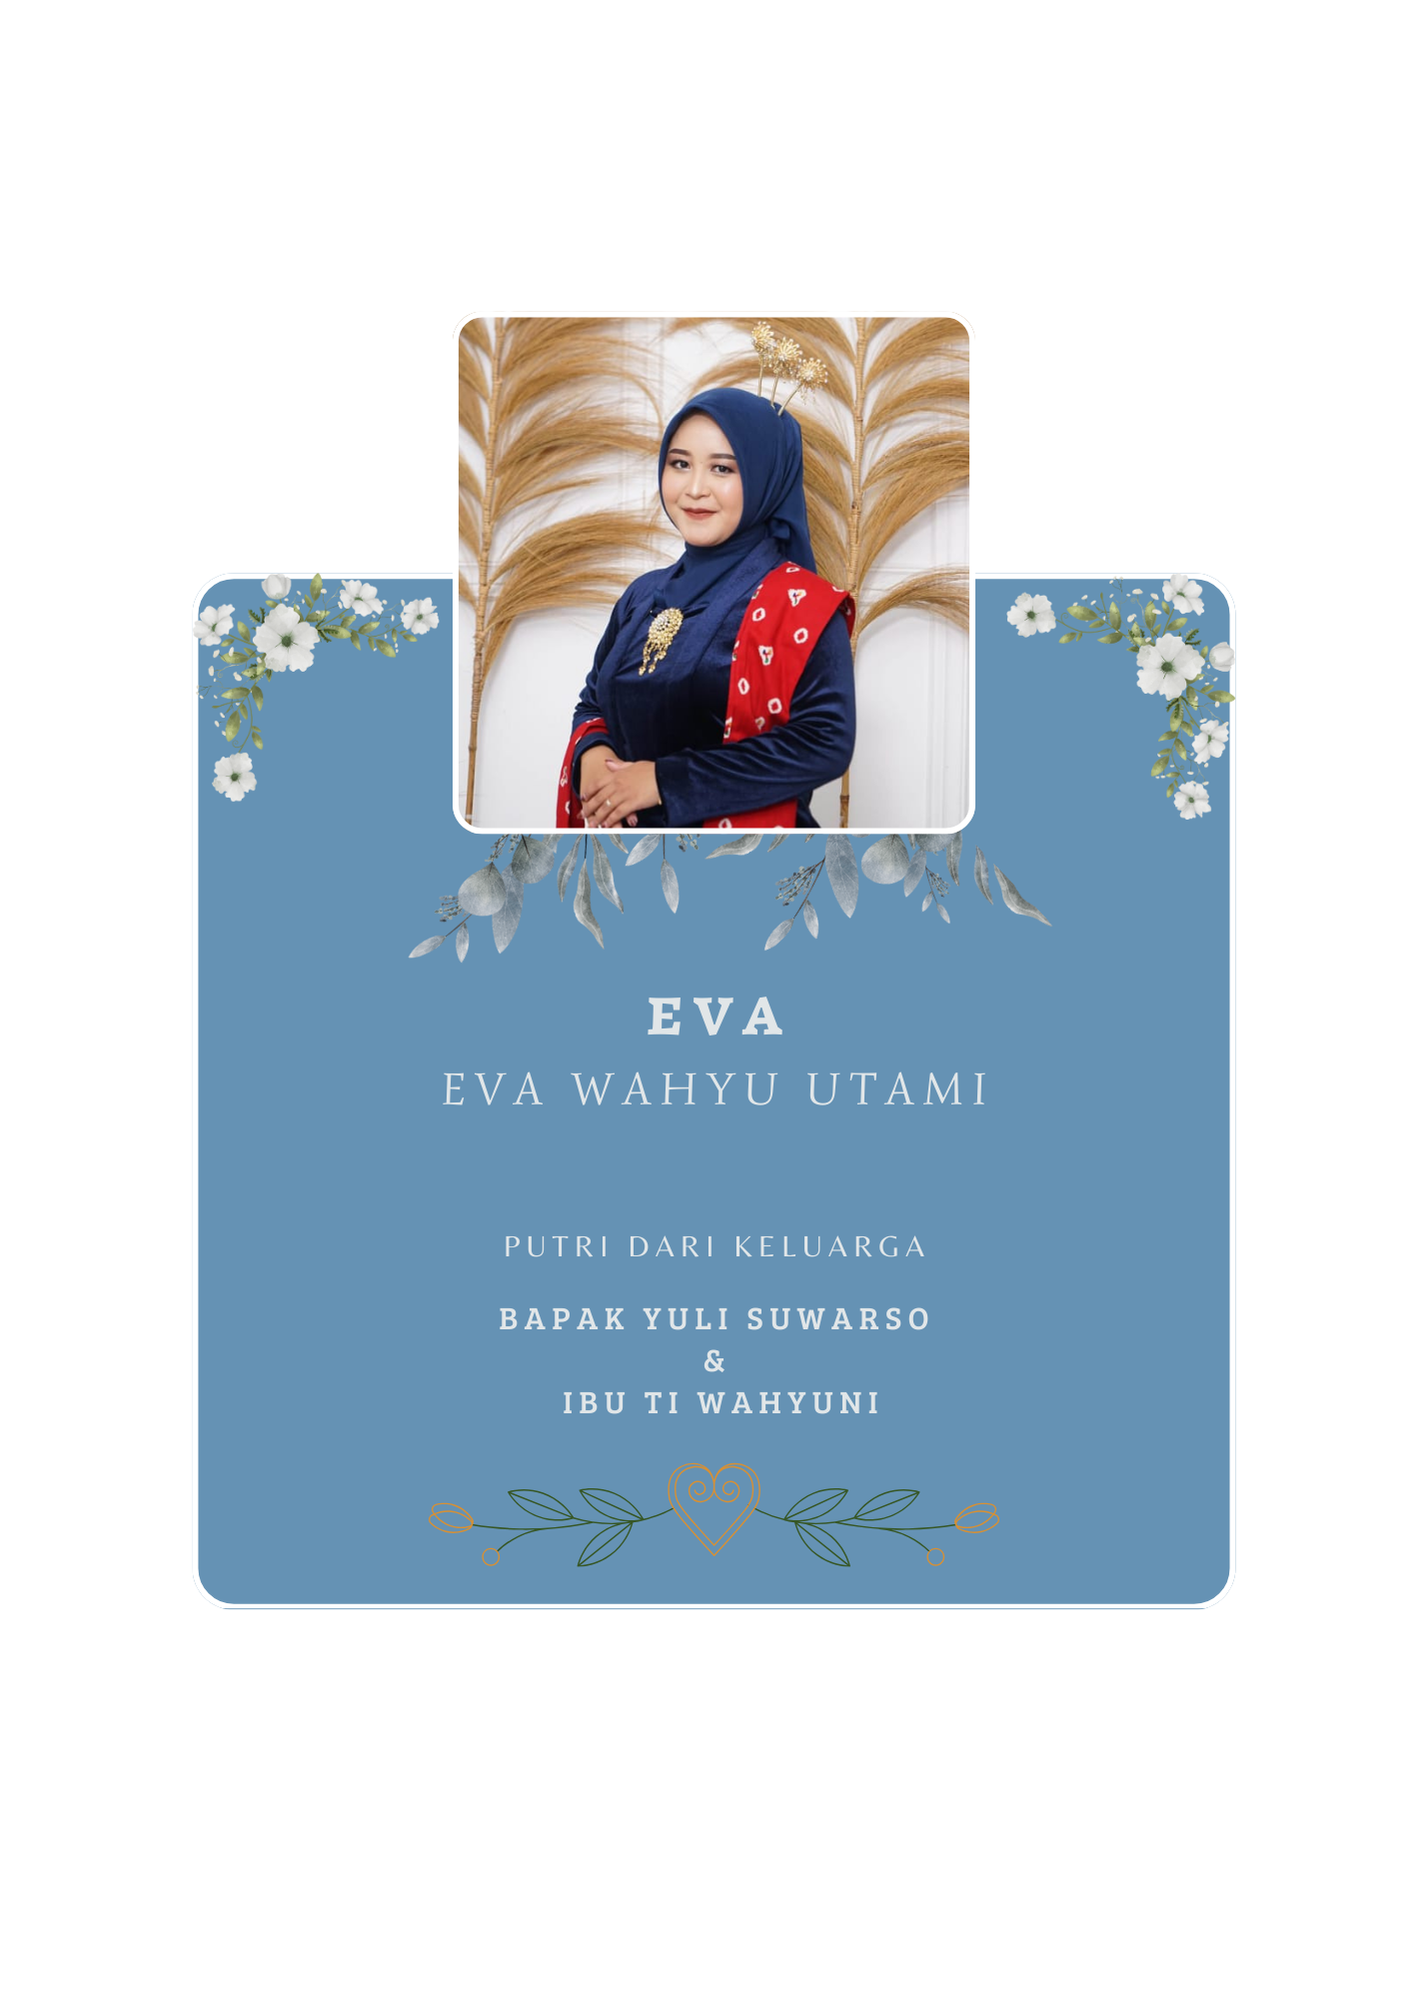 EVA
EVA WAHYU UTAMI
PUTRI DARI KELUARGA
BAPAK YULI SUWARSO
&
IBU TI WAHYUNI